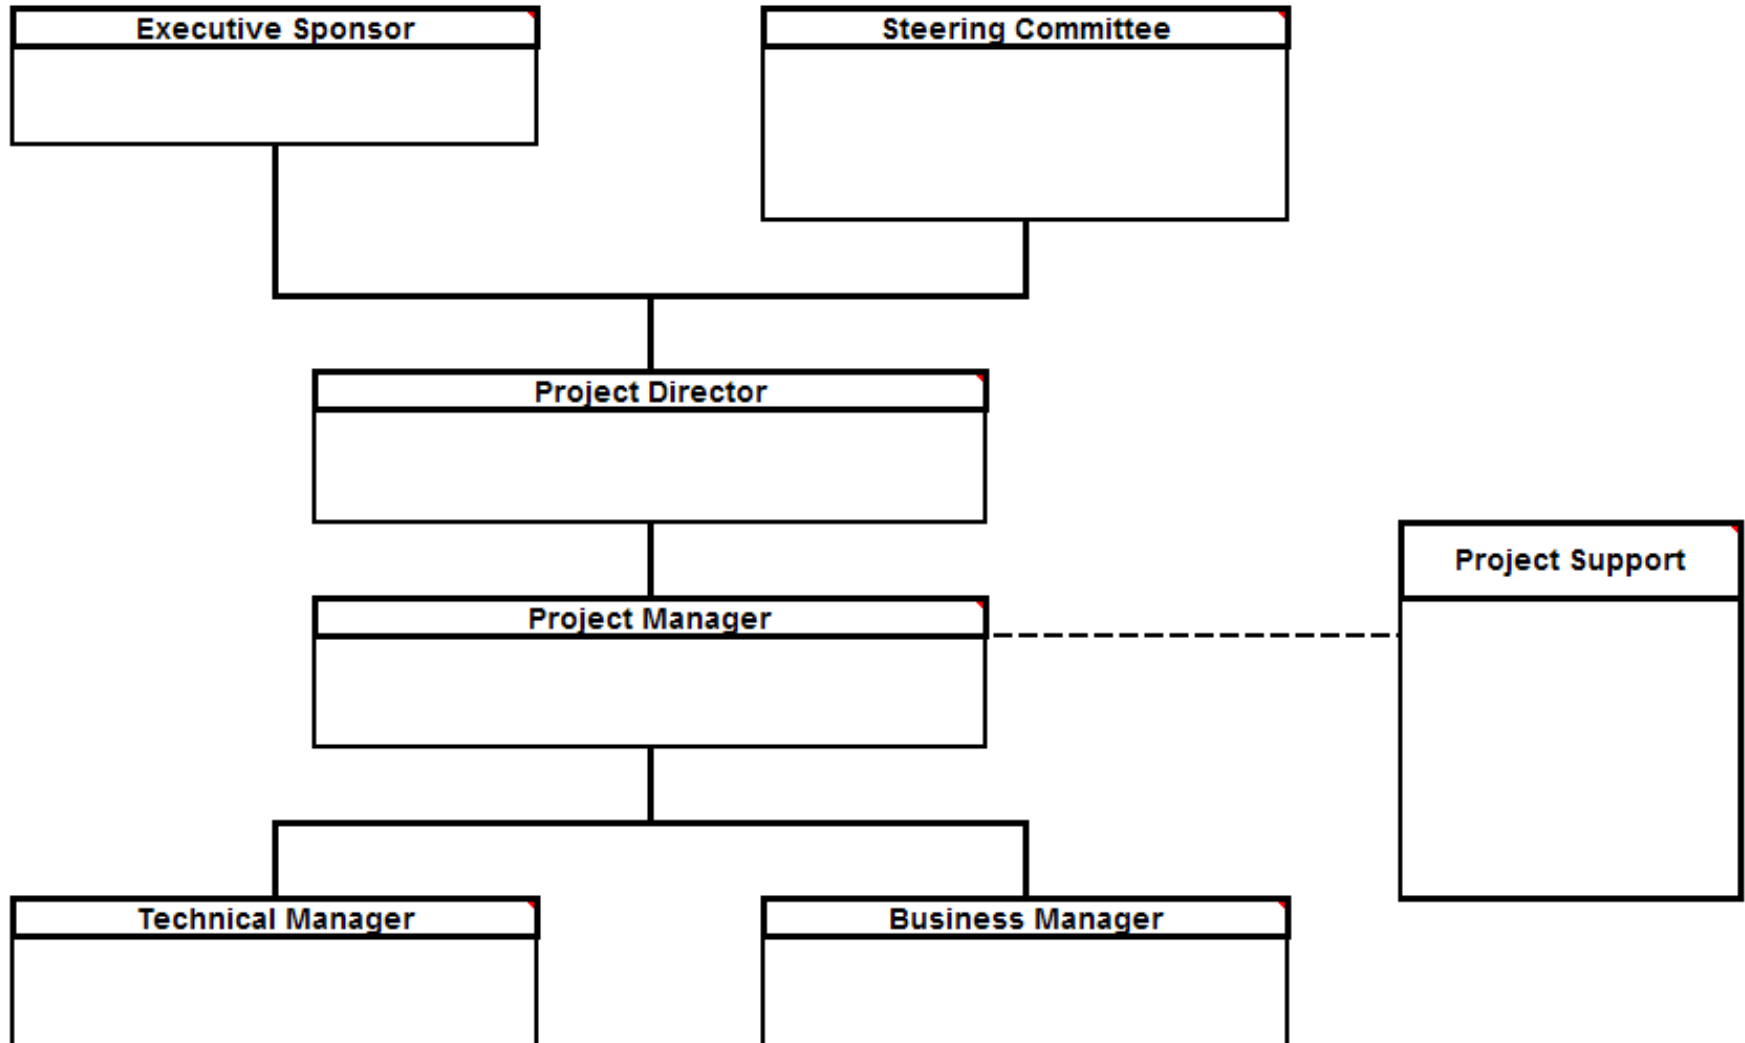 Executive Sponsor
Steering Committee
Project Director
Project Support
Project Manager
Technical Manager
Business Manager